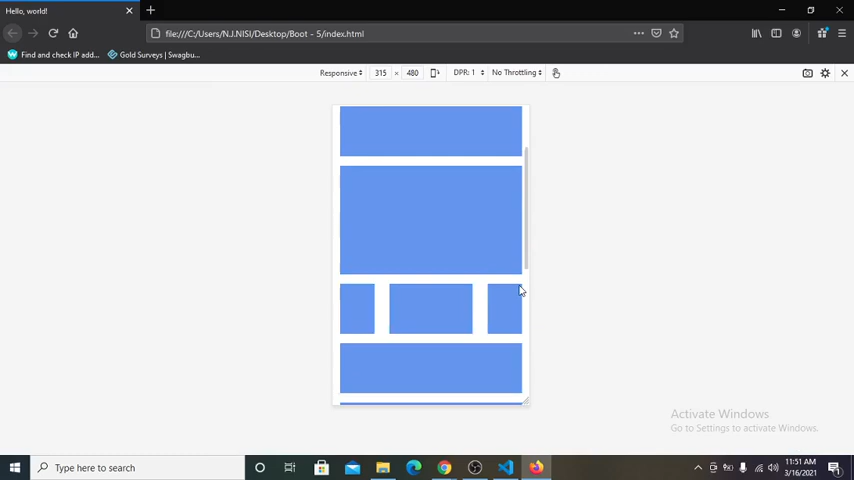 Hello, world!
file:///C:/Users/N.J.NISI/Desktop/Boot - 5/index.html
Find and check IP add...
Gold Surveys | Swagbu...
Responsive
315 × 480
DPR: 1
No Throttling
Activate Windows
Go to Settings to activate Windows.
Type here to search
11:51 AM
3/16/2021